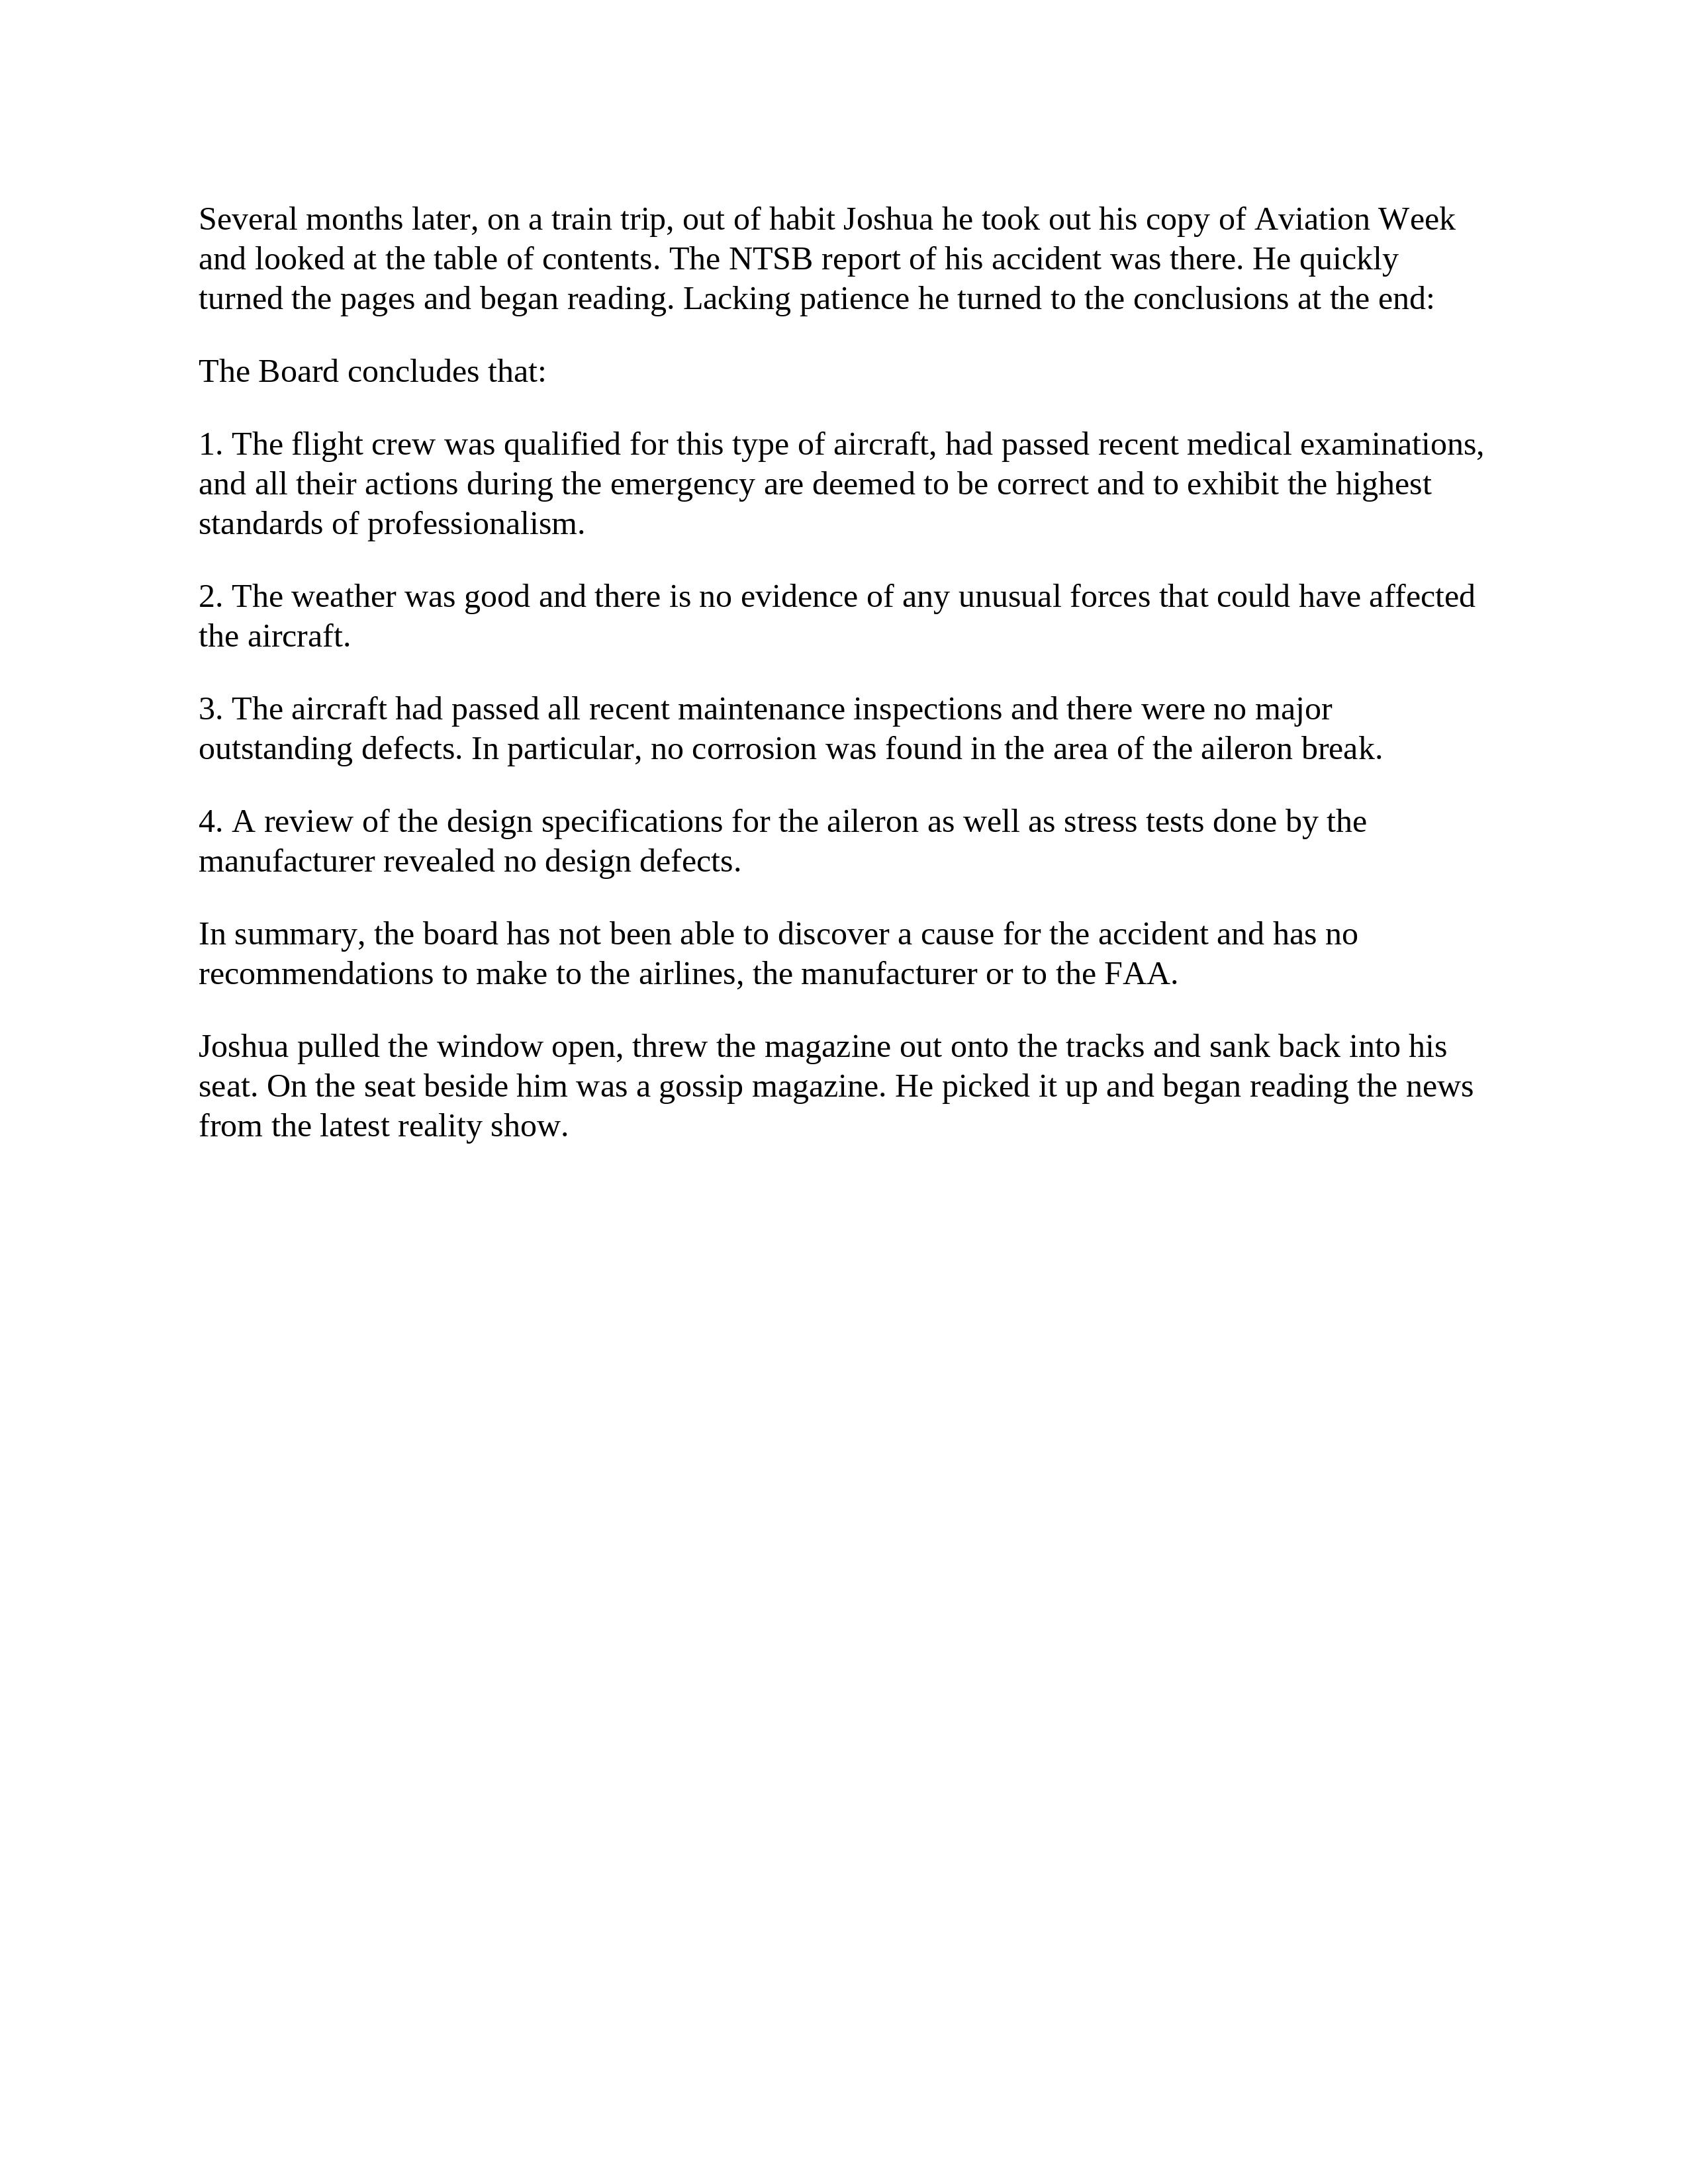 Several months later, on a train trip, out of habit Joshua he took out his copy of Aviation Week
and looked at the table of contents. The NTSB report of his accident was there. He quickly
turned the pages and began reading. Lacking patience he turned to the conclusions at the end:
The Board concludes that:
1. The flight crew was qualified for this type of aircraft, had passed recent medical examinations,
and all their actions during the emergency are deemed to be correct and to exhibit the highest
standards of professionalism.
2. The weather was good and there is no evidence of any unusual forces that could have affected
the aircraft.
3. The aircraft had passed all recent maintenance inspections and there were no major
outstanding defects. In particular, no corrosion was found in the area of the aileron break.
4. A review of the design specifications for the aileron as well as stress tests done by the
manufacturer revealed no design defects.
In summary, the board has not been able to discover a cause for the accident and has no
recommendations to make to the airlines, the manufacturer or to the FAA.
Joshua pulled the window open, threw the magazine out onto the tracks and sank back into his
seat. On the seat beside him was a gossip magazine. He picked it up and began reading the news
from the latest reality show.